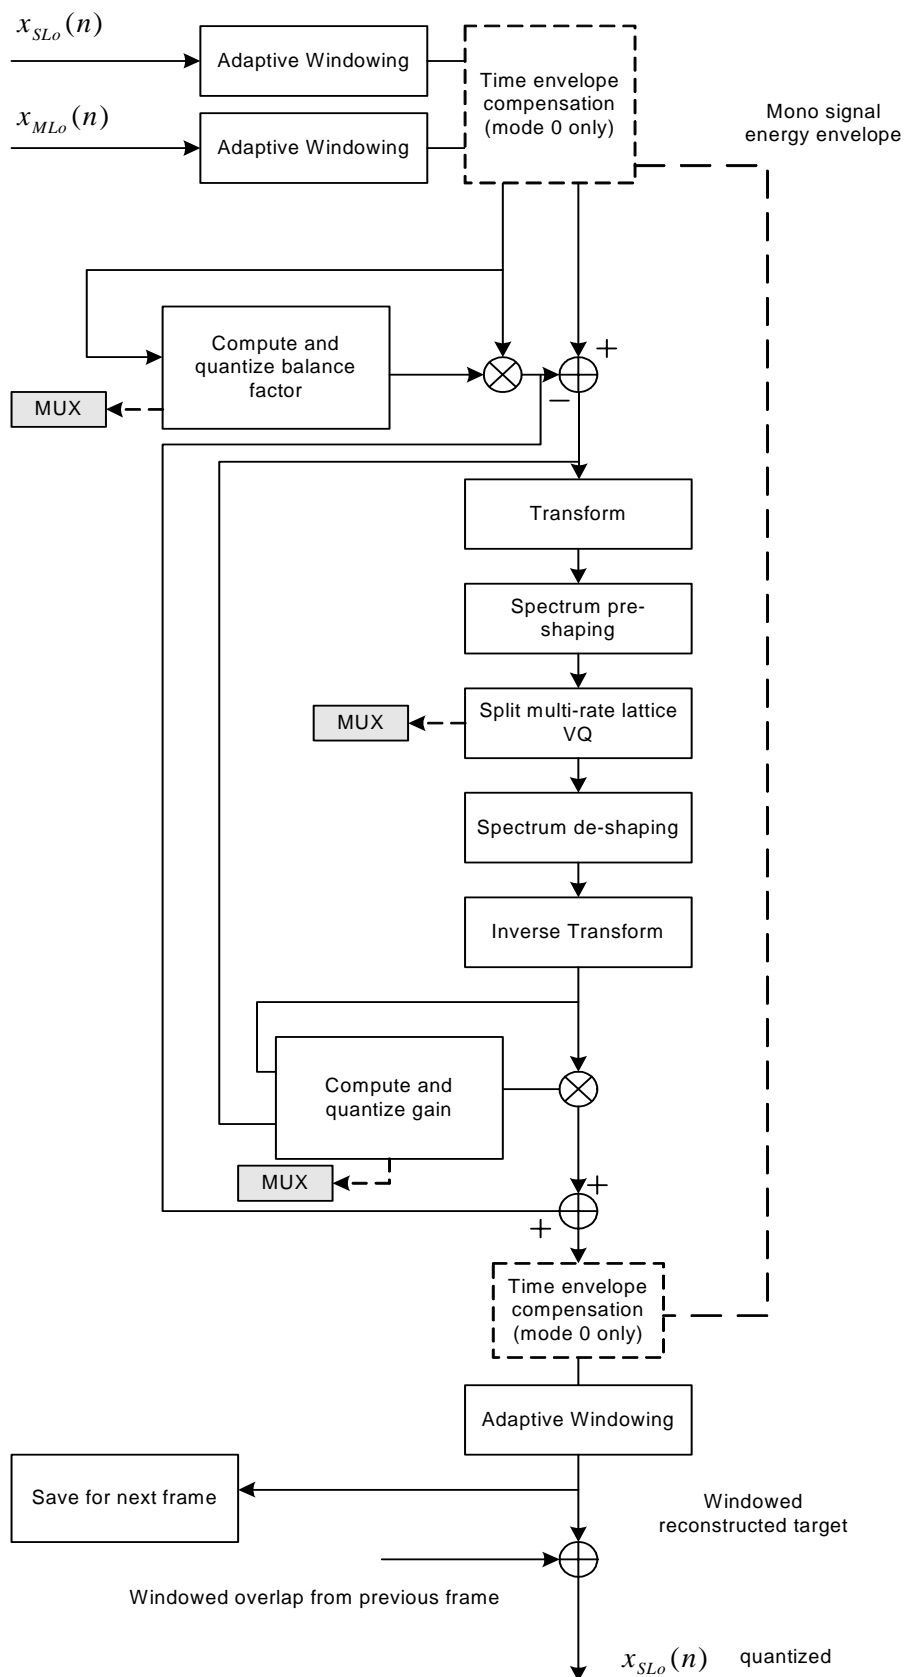 x_SLo(n)
Adaptive Windowing
Time envelope
compensation
(mode 0 only)
x_MLo(n)
Adaptive Windowing
Mono signal
energy envelope
Compute and
quantize balance
factor
+
−
MUX
Transform
Spectrum pre-
shaping
Split multi-rate lattice
VQ
MUX
Spectrum de-shaping
Inverse Transform
Compute and
quantize gain
MUX
+
+
Time envelope
compensation
(mode 0 only)
Adaptive Windowing
Save for next frame
Windowed
reconstructed target
Windowed overlap from previous frame
x_SLo(n) quantized